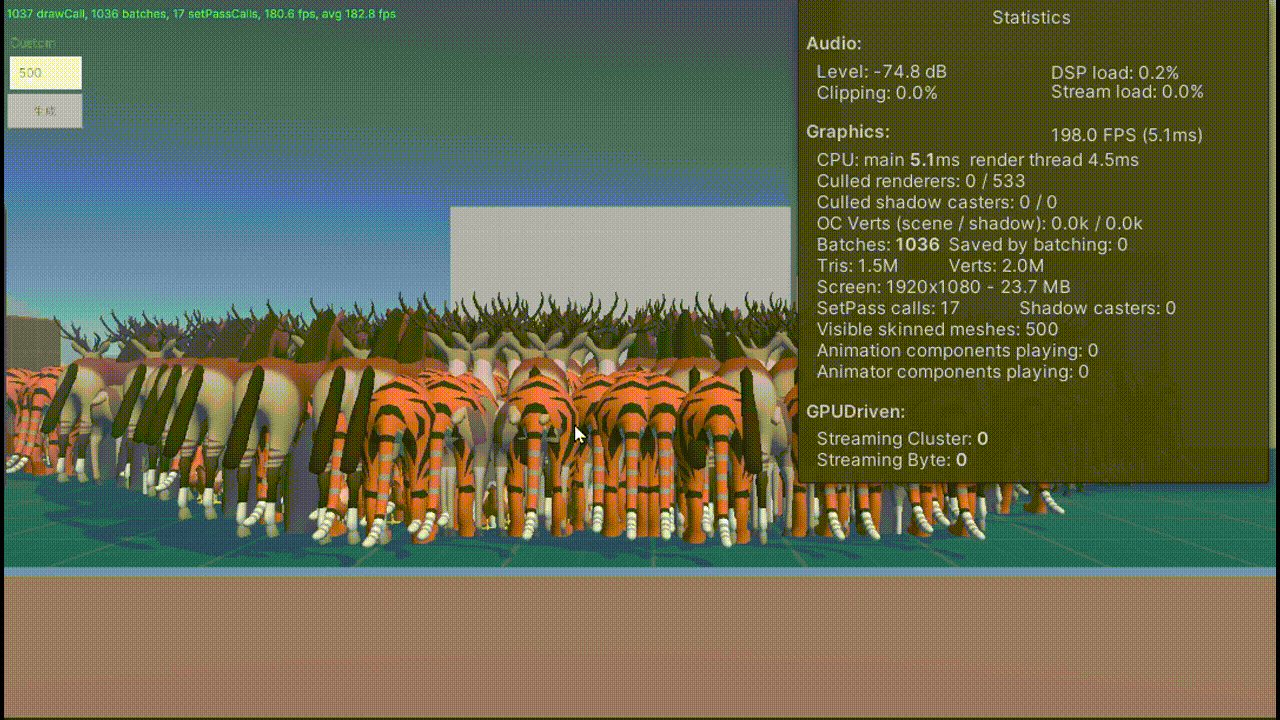 1037 drawCall, 1036 batches, 17 setPassCalls, 180.6 fps, avg 182.8 fps
Custom
500
生成
Statistics
Audio:
Level: -74.8 dB DSP load: 0.2%
Clipping: 0.0% Stream load: 0.0%
Graphics: 198.0 FPS (5.1ms)
CPU: main 5.1ms render thread 4.5ms
Culled renderers: 0 / 533
Culled shadow casters: 0 / 0
OC Verts (scene / shadow): 0.0k / 0.0k
Batches: 1036 Saved by batching: 0
Tris: 1.5M Verts: 2.0M
Screen: 1920x1080 - 23.7 MB
SetPass calls: 17 Shadow casters: 0
Visible skinned meshes: 500
Animation components playing: 0
Animator components playing: 0
GPUDriven:
Streaming Cluster: 0
Streaming Byte: 0